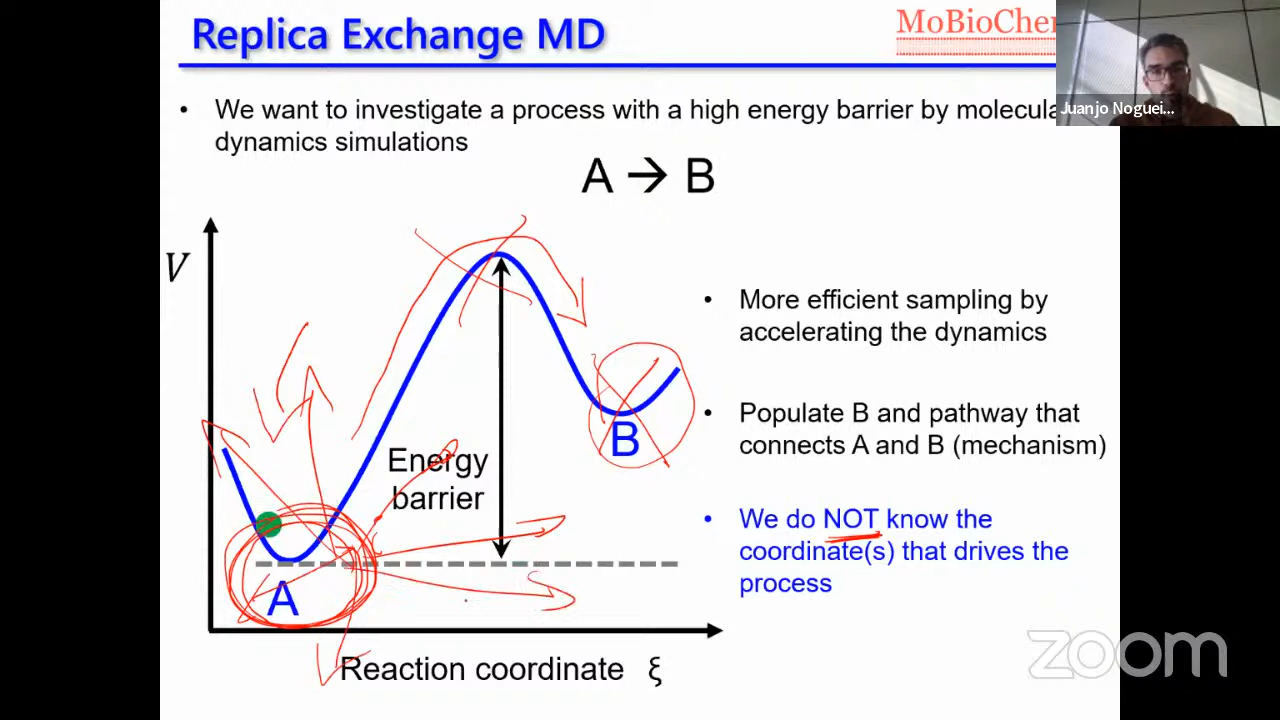 Replica Exchange MD
MoBioChem
Juanjo Noguei...
• We want to investigate a process with a high energy barrier by molecula
dynamics simulations
A → B
V
• More efficient sampling by
accelerating the dynamics
• Populate B and pathway that
connects A and B (mechanism)
B
Energy
barrier
• We do NOT know the
coordinate(s) that drives the
process
A
Reaction coordinate ξ
zoom